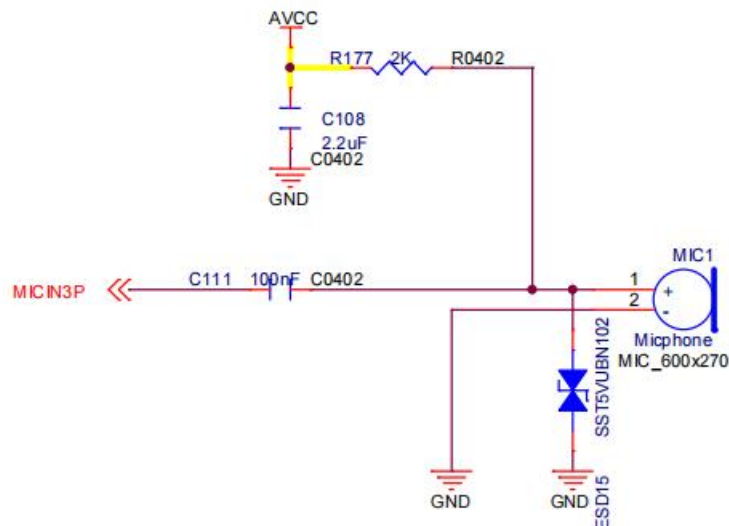 AVCC
R177 2K R0402
C108
2.2uF
C0402
GND
MIC1
C111 100nF C0402
1
MICIN3P
+
2
-
Micphone
MIC_600x270
SST5VUBN102
GND
GND
ESD15